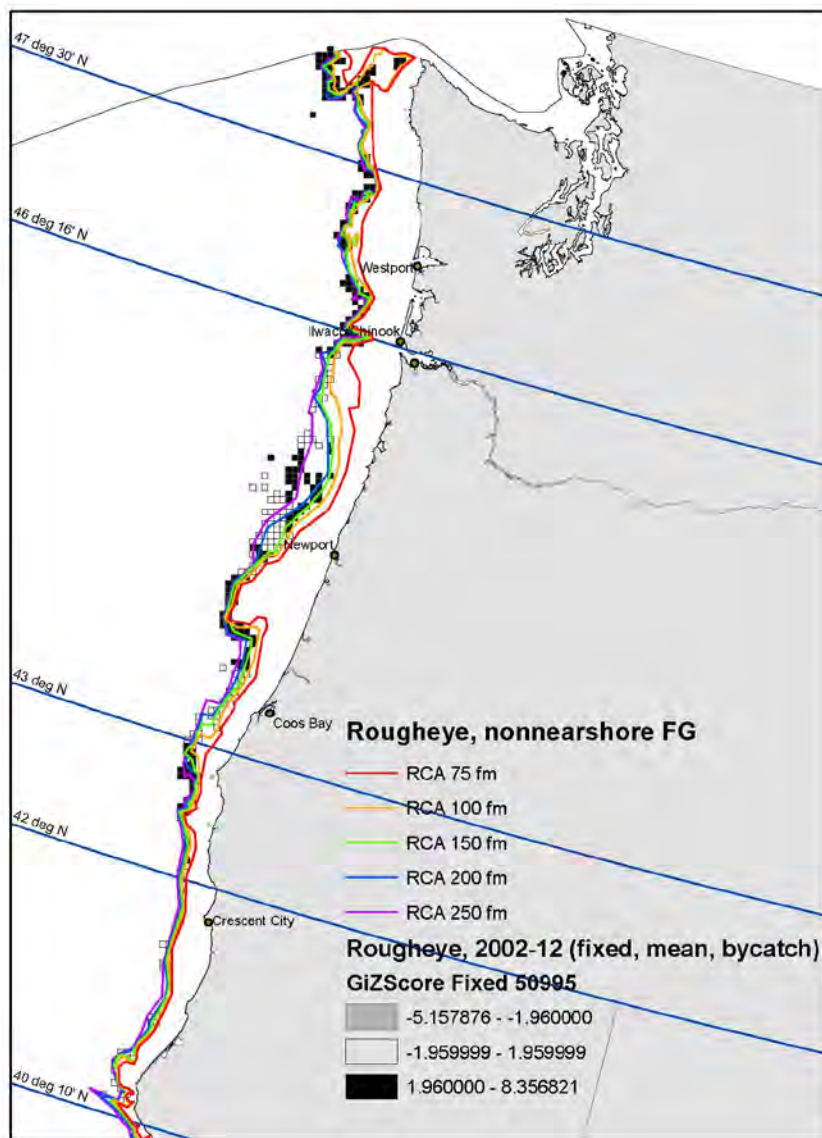 47 deg 30' N
46 deg 16' N
Westport
Ilwaco
Chinook
Newport
43 deg N
Coos Bay
Rougheye, nonnearshore FG
RCA 75 fm
RCA 100 fm
42 deg N
RCA 150 fm
RCA 200 fm
RCA 250 fm
Crescent City
Rougheye, 2002-12 (fixed, mean, bycatch)
GiZScore Fixed 50995
-5.157876 - -1.960000
-1.959999 - 1.959999
1.960000 - 8.356821
40 deg 10' N